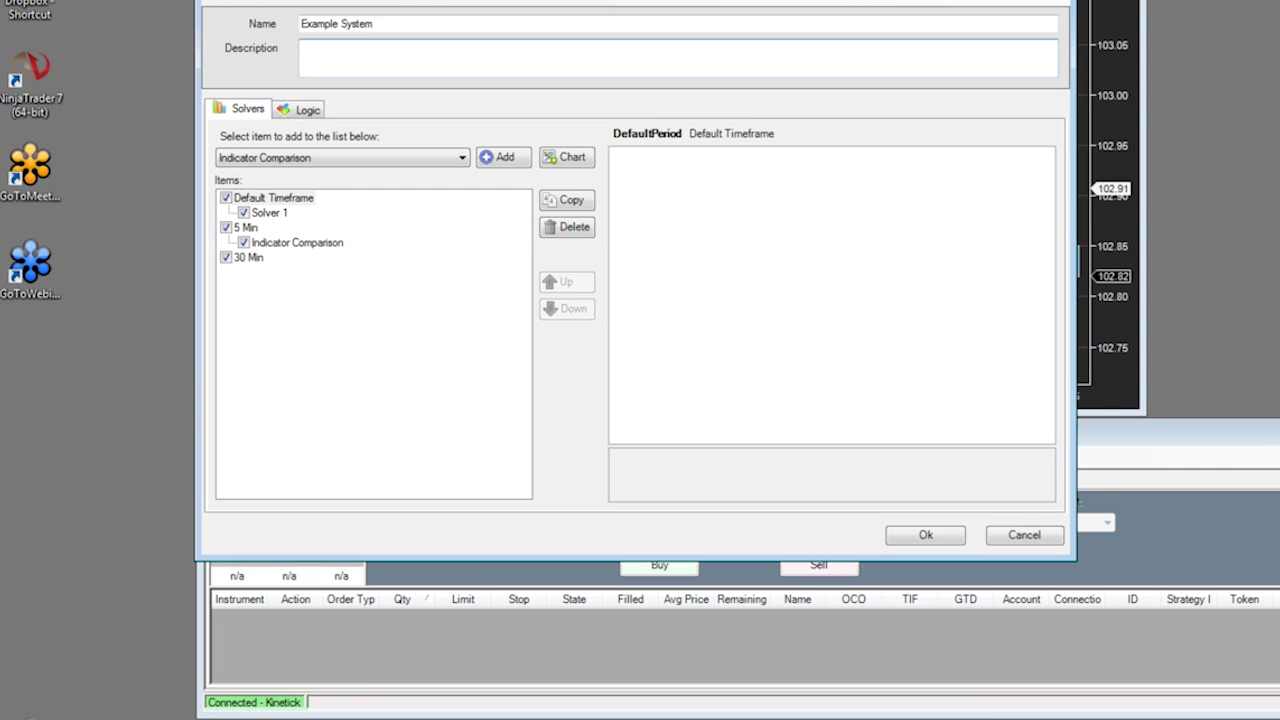 Dropbox -
Shortcut
NinjaTrader 7
(64-bit)
GoToMeet...
GoToWebi...
Name
Example System
Description
Solvers
Logic
Select item to add to the list below:
Indicator Comparison
Add
Chart
Items:
Default Timeframe
Solver 1
5 Min
Indicator Comparison
30 Min
Copy
Delete
Up
Down
DefaultPeriod Default Timeframe
Ok
Cancel
103.05
103.00
102.95
102.91
102.90
102.85
102.82
102.80
102.75
n/a n/a n/a
Buy
Sell
Instrument Action Order Typ Qty Limit Stop State Filled Avg Price Remaining Name OCO TIF GTD Account Connectio ID Strategy I Token
Connected - Kinetick